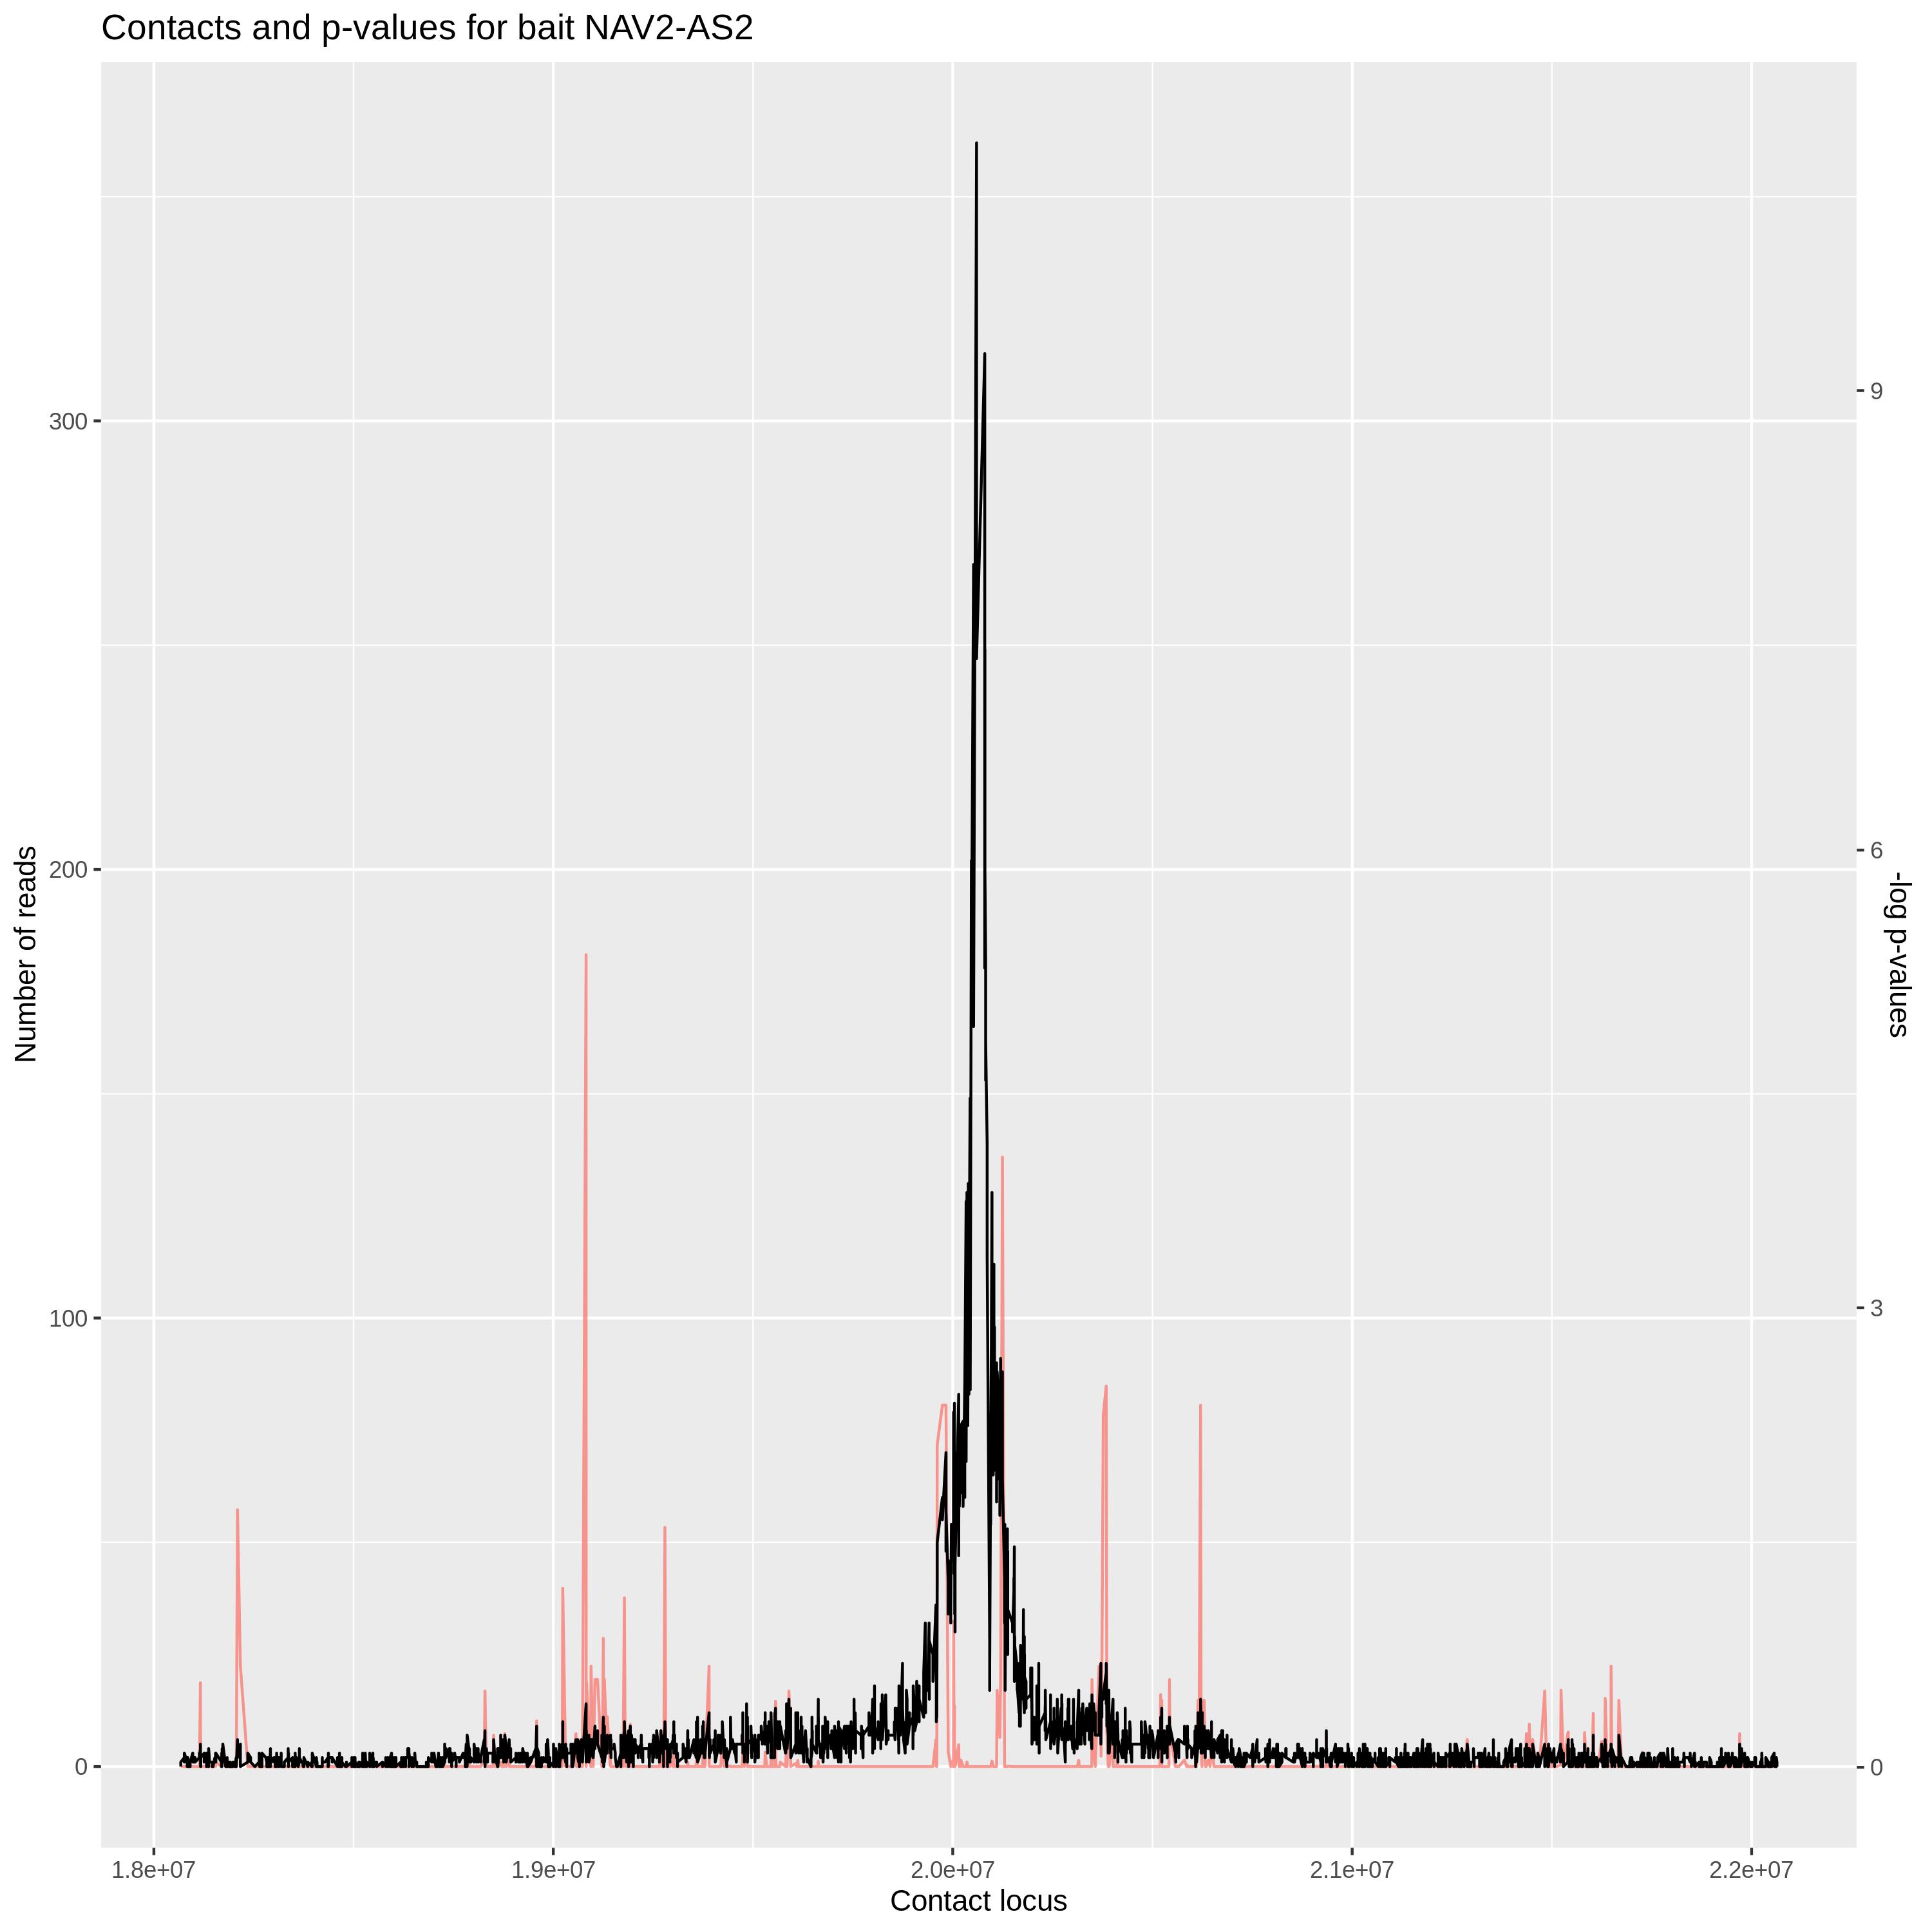 Contacts and p-values for bait NAV2-AS2
Number of reads
300
200
100
0
9
6
3
0
-log p-values
1.8e+07
1.9e+07
2.0e+07
2.1e+07
2.2e+07
Contact locus